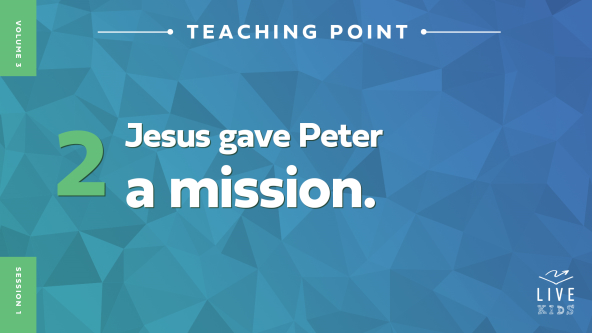 VOLUME 3
TEACHING POINT
2
Jesus gave Peter
a mission.
SESSION 1
LIVE
KIDS